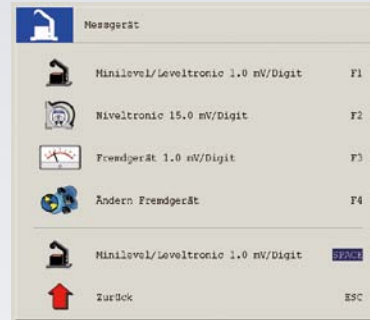 Messgerät
Minilevel/Leveltronic 1.0 mV/Digit F1
Niveltronic 15.0 mV/Digit F2
Fremdgerät 1.0 mV/Digit F3
Ändern Fremdgerät F4
Minilevel/Leveltronic 1.0 mV/Digit SPACE
Zurück ESC